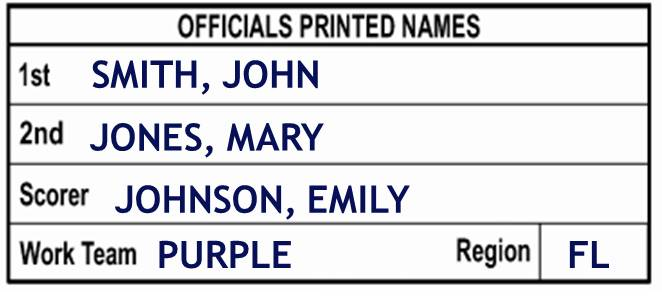 OFFICIALS PRINTED NAMES
1st SMITH, JOHN
2nd JONES, MARY
Scorer JOHNSON, EMILY
Work Team PURPLE Region FL